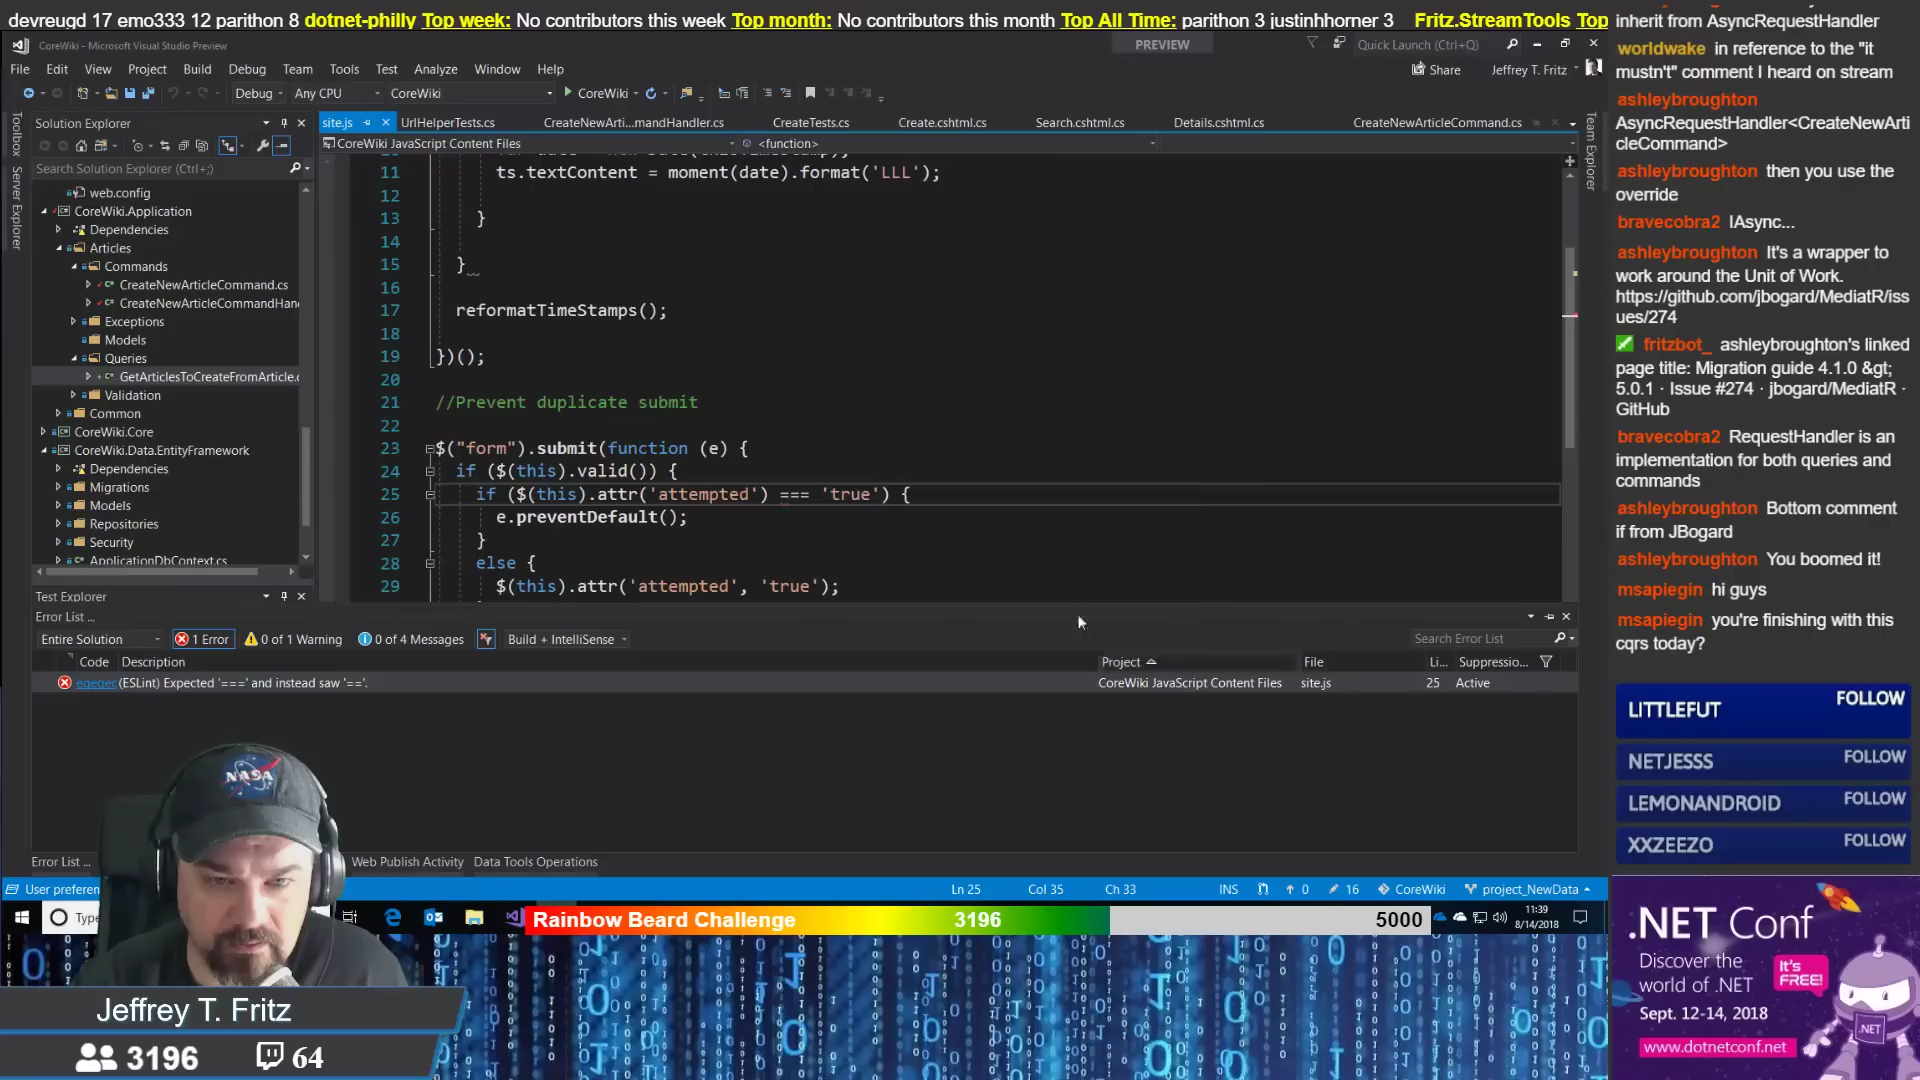 devreugd 17 emo333 12 parithon 8 dotnet-philly Top week: No contributors this week Top month: No contributors this month Top All Time: parithon 3 justinhhorner 3 Fritz.StreamTools Top
CoreWiki - Microsoft Visual Studio Preview
PREVIEW
Quick Launch (Ctrl+Q)
File Edit View Project Build Debug Team Tools Test Analyze Window Help
Share
Jeffrey T. Fritz
Debug Any CPU CoreWiki CoreWiki
Toolbox
Server Explorer
Team Explorer
Solution Explorer
Search Solution Explorer (Ctrl+;)
web.config
CoreWiki.Application
Dependencies
Articles
Commands
CreateNewArticleCommand.cs
CreateNewArticleCommandHan
Exceptions
Models
Queries
GetArticlesToCreateFromArticle.c
Validation
Common
CoreWiki.Core
CoreWiki.Data.EntityFramework
Dependencies
Migrations
Models
Repositories
Security
ApplicationDbContext.cs
Test Explorer
site.js UrlHelperTests.cs CreateNewArti...mandHandler.cs CreateTests.cs Create.cshtml.cs Search.cshtml.cs Details.cshtml.cs CreateNewArticleCommand.cs
CoreWiki JavaScript Content Files <function>
11 ts.textContent = moment(date).format('LLL');
12
13 }
14
15 }
16
17 reformatTimeStamps();
18
19 })();
20
21 //Prevent duplicate submit
22
23 $("form").submit(function (e) {
24 if ($(this).valid()) {
25 if ($(this).attr('attempted') === 'true') {
26 e.preventDefault();
27 }
28 else {
29 $(this).attr('attempted', 'true');
Error List ...
Entire Solution 1 Error 0 of 1 Warning 0 of 4 Messages Build + IntelliSense Search Error List
Code Description Project File Li... Suppressio...
eqeqeq (ESLint) Expected '===' and instead saw '=='. CoreWiki JavaScript Content Files site.js 25 Active
Error List ... Web Publish Activity Data Tools Operations
User preferen Ln 25 Col 35 Ch 33 INS 0 16 CoreWiki project_NewData
Type
Rainbow Beard Challenge 3196 5000
11:39
8/14/2018
NASA
Jeffrey T. Fritz
3196 64
inherit from AsyncRequestHandler
worldwake in reference to the "it
mustn't" comment I heard on stream
ashleybroughton
AsyncRequestHandler<CreateNewArti
cleCommand>
ashleybroughton then you use the
override
bravecobra2 IAsync...
ashleybroughton It's a wrapper to
work around the Unit of Work.
https://github.com/jbogard/MediatR/iss
ues/274
fritzbot_ ashleybroughton's linked
page title: Migration guide 4.1.0 &gt;
5.0.1 · Issue #274 · jbogard/MediatR ·
GitHub
bravecobra2 RequestHandler is an
implementation for both queries and
commands
ashleybroughton Bottom comment
if from JBogard
ashleybroughton You boomed it!
msapiegin hi guys
msapiegin you're finishing with this
cqrs today?
LITTLEFUT FOLLOW
NETJESSS FOLLOW
LEMONANDROID FOLLOW
XXZEEZO FOLLOW
.NET Conf
Discover the
world of .NET
It's
FREE!
Sept. 12-14, 2018
www.dotnetconf.net
.NET